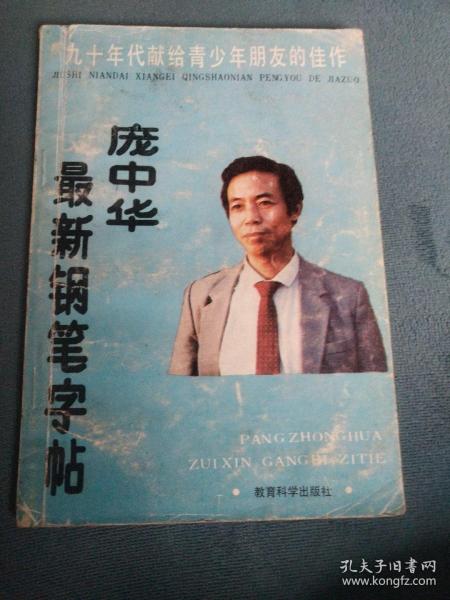 九十年代献给青少年朋友的佳作
JIUSHI NIANDAI XIANGEI QINGSHAONIAN PENGYOU DE JIAZUO
庞中华
最新钢笔字帖
PANG ZHONGHUA
ZUIXIN GANGBI ZITIE
·教育科学出版社·
孔夫子旧书网
www.kongfz.com